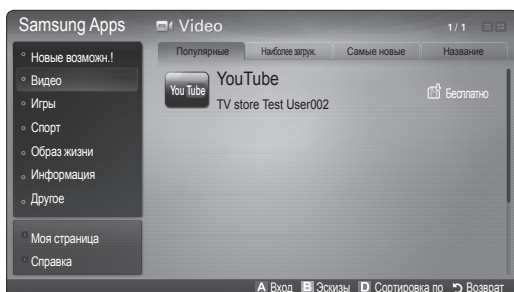 Samsung Apps
Video
1/1
Новые возможн.!
Видео
Игры
Спорт
Образ жизни
Информация
Другое
Моя страница
Справка
Популярные Наиболее загруж. Самые новые Название
You Tube
YouTube
TV store Test User002
Бесплатно
A Вход B Эскизы D Сортировка по Возврат